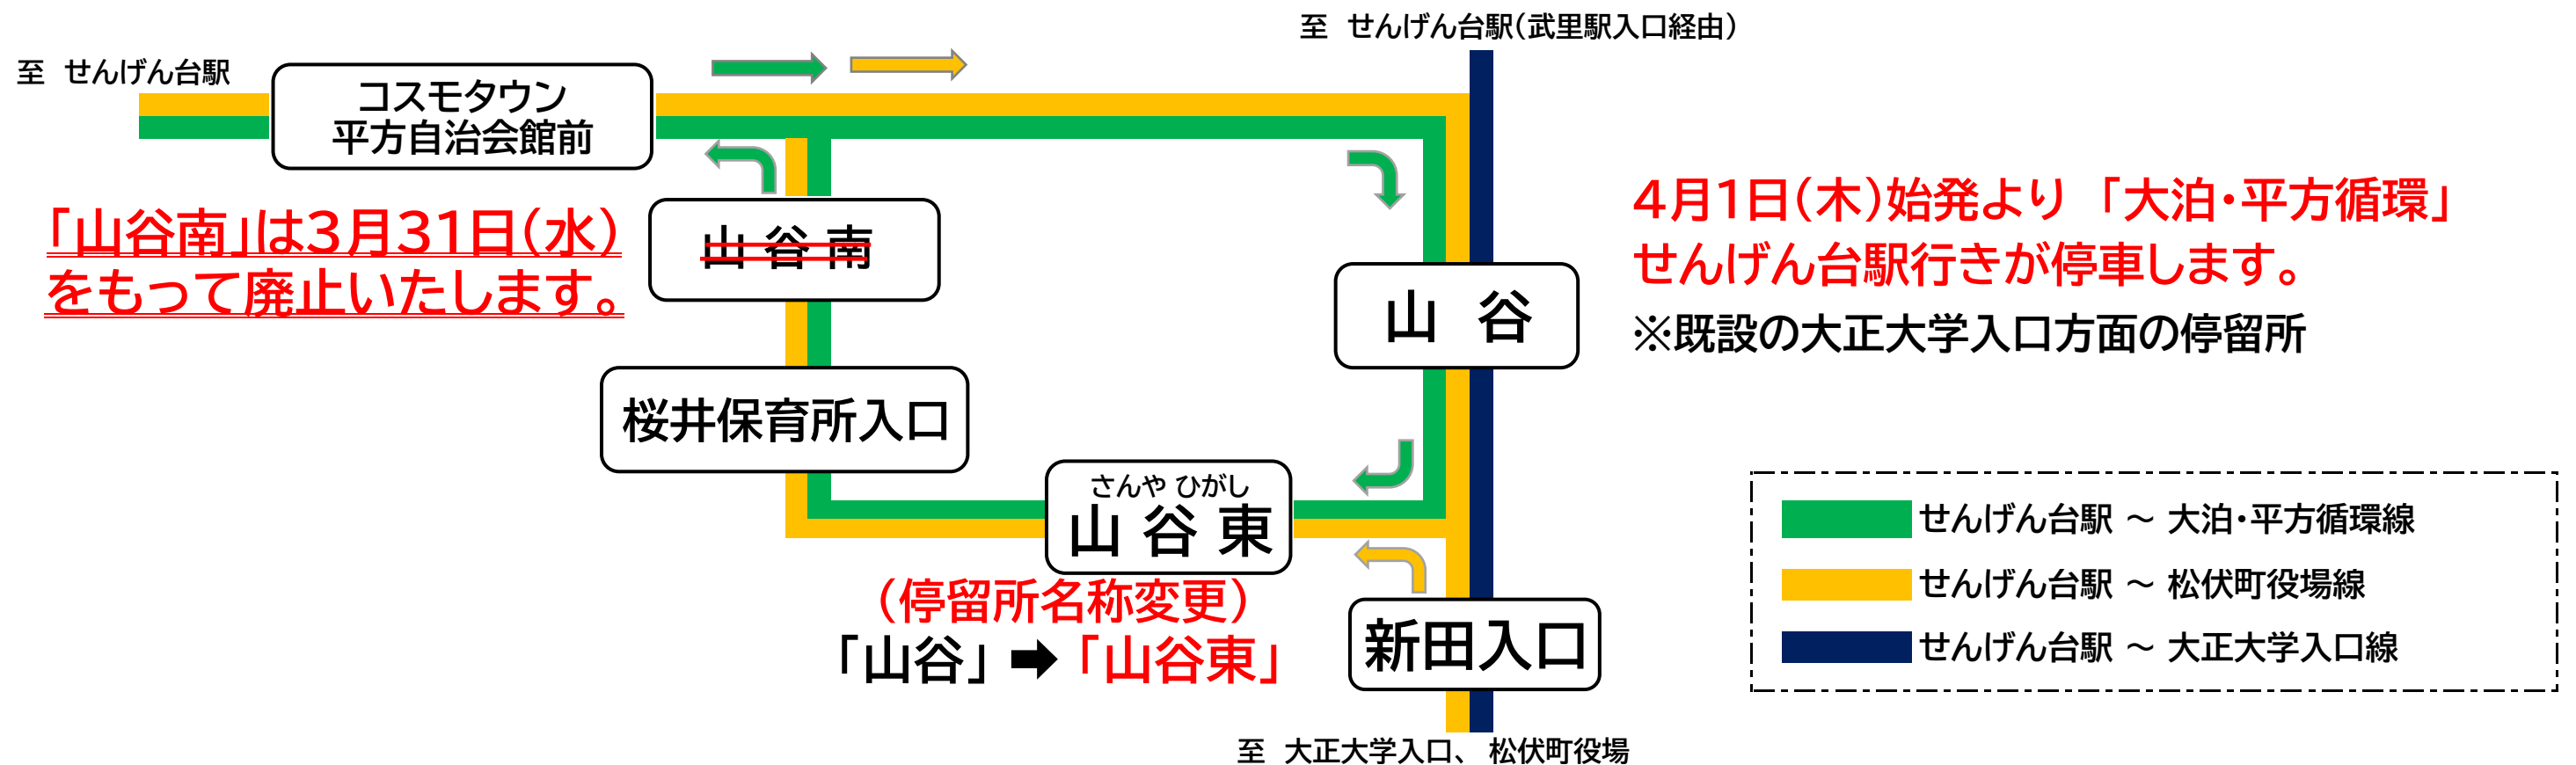 至 せんげん台駅(武里駅入口経由)
至 せんげん台駅
コスモタウン
平方自治会館前
「山谷南」は3月31日(水)
をもって廃止いたします。
山谷南
4月1日(木)始発より「大泊・平方循環」
せんげん台駅行きが停車します。
※既設の大正大学入口方面の停留所
山 谷
桜井保育所入口
さんや ひがし
山 谷 東
(停留所名称変更)
「山谷」➡「山谷東」
新田入口
至 大正大学入口、松伏町役場
せんげん台駅 ～ 大泊・平方循環線
せんげん台駅 ～ 松伏町役場線
せんげん台駅 ～ 大正大学入口線